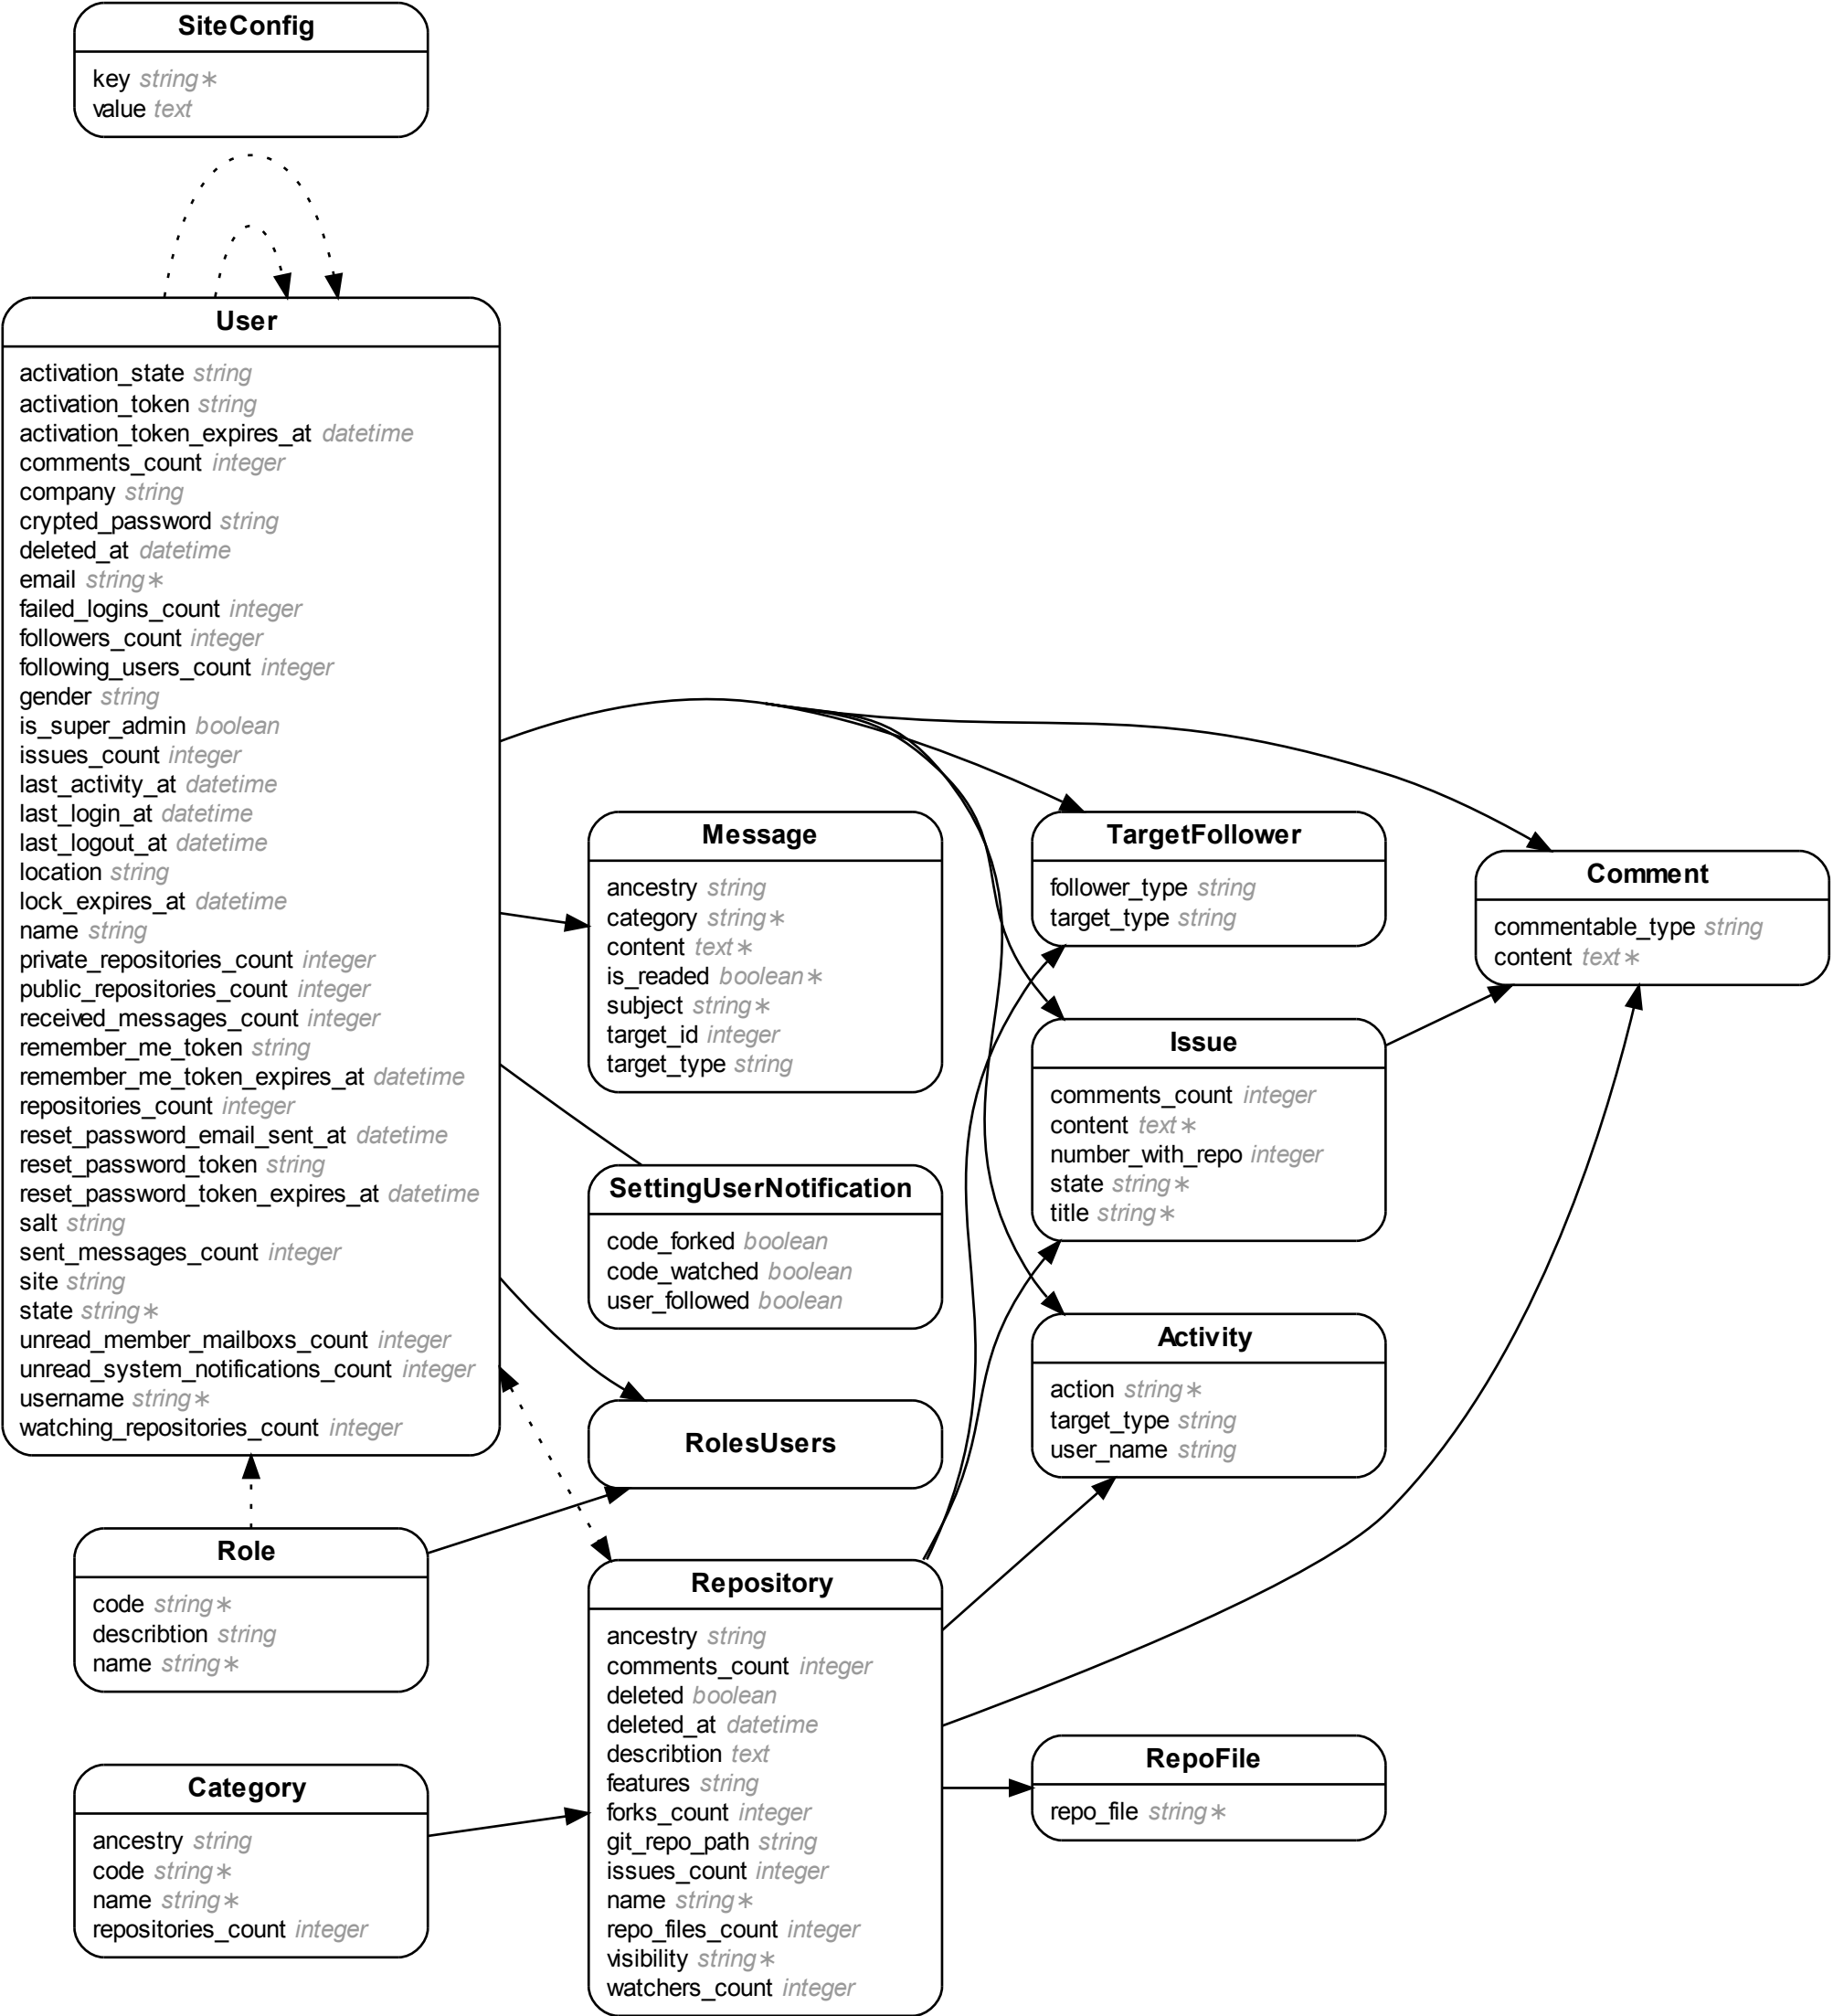 SiteConfig
key string∗
value text
User
activation_state string
activation_token string
activation_token_expires_at datetime
comments_count integer
company string
crypted_password string
deleted_at datetime
email string∗
failed_logins_count integer
followers_count integer
following_users_count integer
gender string
is_super_admin boolean
issues_count integer
last_activity_at datetime
last_login_at datetime
last_logout_at datetime
location string
lock_expires_at datetime
name string
private_repositories_count integer
public_repositories_count integer
received_messages_count integer
remember_me_token string
remember_me_token_expires_at datetime
repositories_count integer
reset_password_email_sent_at datetime
reset_password_token string
reset_password_token_expires_at datetime
salt string
sent_messages_count integer
site string
state string∗
unread_member_mailboxs_count integer
unread_system_notifications_count integer
username string∗
watching_repositories_count integer
Message
ancestry string
category string∗
content text∗
is_readed boolean∗
subject string∗
target_id integer
target_type string
TargetFollower
follower_type string
target_type string
Comment
commentable_type string
content text∗
Issue
comments_count integer
content text∗
number_with_repo integer
state string∗
title string∗
SettingUserNotification
code_forked boolean
code_watched boolean
user_followed boolean
Activity
action string∗
target_type string
user_name string
RolesUsers
Role
code string∗
describtion string
name string∗
Repository
ancestry string
comments_count integer
deleted boolean
deleted_at datetime
describtion text
features string
forks_count integer
git_repo_path string
issues_count integer
name string∗
repo_files_count integer
visibility string∗
watchers_count integer
RepoFile
repo_file string∗
Category
ancestry string
code string∗
name string∗
repositories_count integer